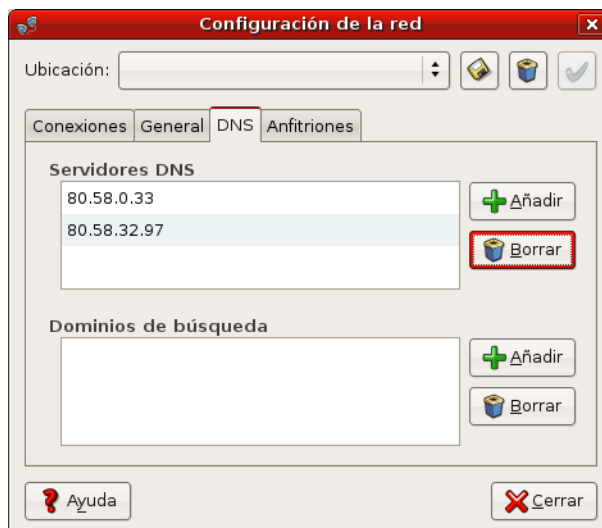 Configuración de la red
Ubicación:
Conexiones General DNS Anfitriones
Servidores DNS
80.58.0.33
80.58.32.97
Añadir
Borrar
Dominios de búsqueda
Añadir
Borrar
Ayuda
Cerrar